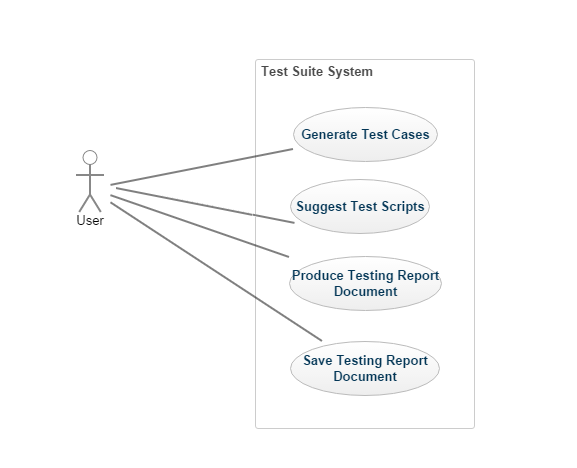 Test Suite System
Generate Test Cases
Suggest Test Scripts
User
Produce Testing Report
Document
Save Testing Report
Document